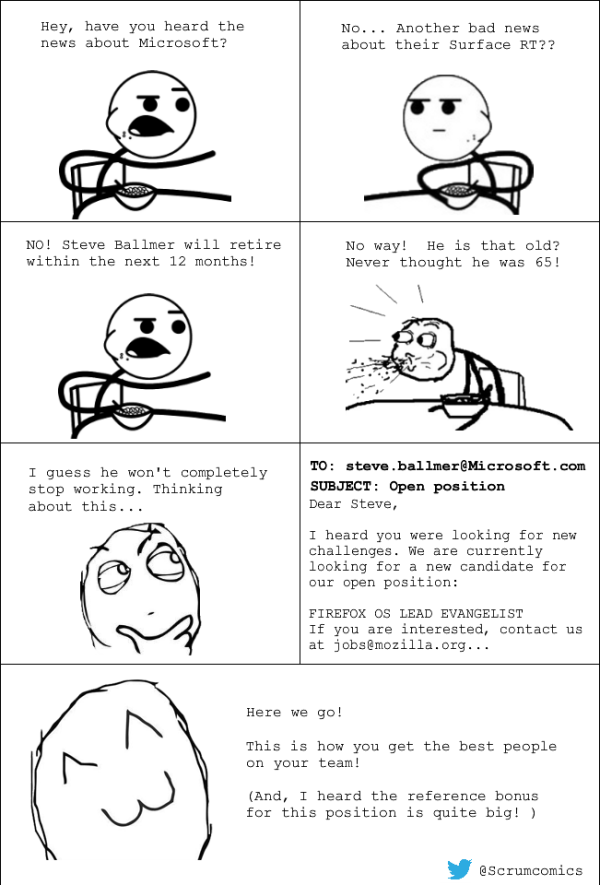 Hey, have you heard the
news about Microsoft?
No... Another bad news
about their Surface RT??
NO! Steve Ballmer will retire
within the next 12 months!
No way!  He is that old?
Never thought he was 65!
I guess he won't completely
stop working. Thinking
about this...
TO: steve.ballmer@Microsoft.com
SUBJECT: Open position
Dear Steve,
I heard you were looking for new
challenges. We are currently
looking for a new candidate for
our open position:
FIREFOX OS LEAD EVANGELIST
If you are interested, contact us
at jobs@mozilla.org...
Here we go!
This is how you get the best people
on your team!
(And, I heard the reference bonus
for this position is quite big! )
@Scrumcomics